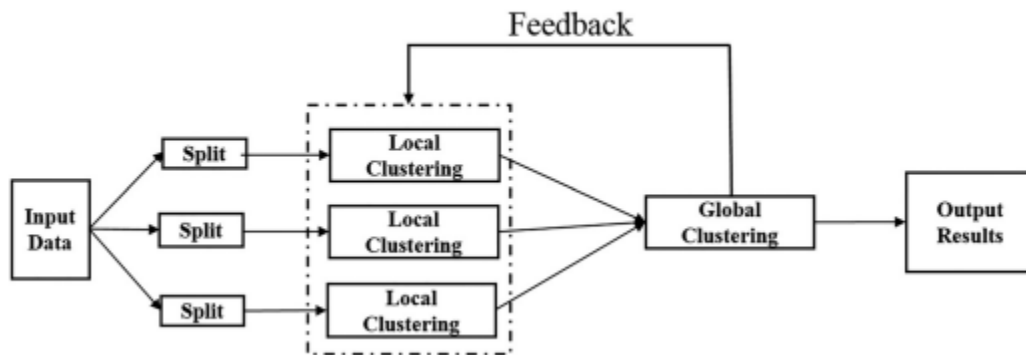 Feedback
Split
Local
Clustering
Input
Data
Split
Local
Clustering
Global
Clustering
Output
Results
Split
Local
Clustering